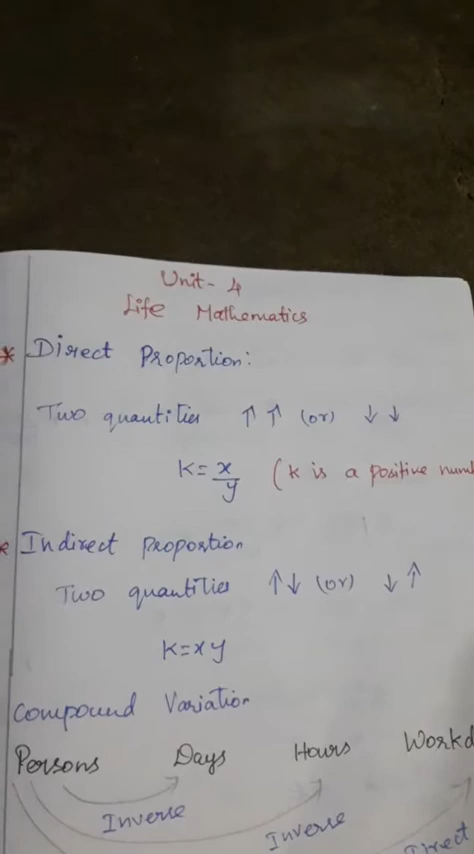 Unit- 4
Life Mathematics
* Direct Proportion:
Two quantities ↑ ↑ (or) ↓ ↓
K = x/y (k is a positive num
* Indirect proportion
Two quantities ↑↓ (or) ↓ ↑
K = x y
Compound Variation
Persons Days Hours Workd
Inverse
Inverse
Direct